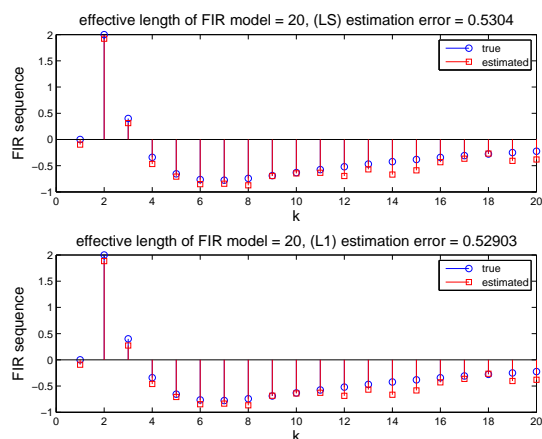 effective length of FIR model = 20, (LS) estimation error = 0.5304
2
1.5
1
0.5
0
−0.5
−1
FIR sequence
true
estimated
0 2 4 6 8 10 12 14 16 18 20
k
effective length of FIR model = 20, (L1) estimation error = 0.52903
2
1.5
1
0.5
0
−0.5
−1
FIR sequence
true
estimated
0 2 4 6 8 10 12 14 16 18 20
k